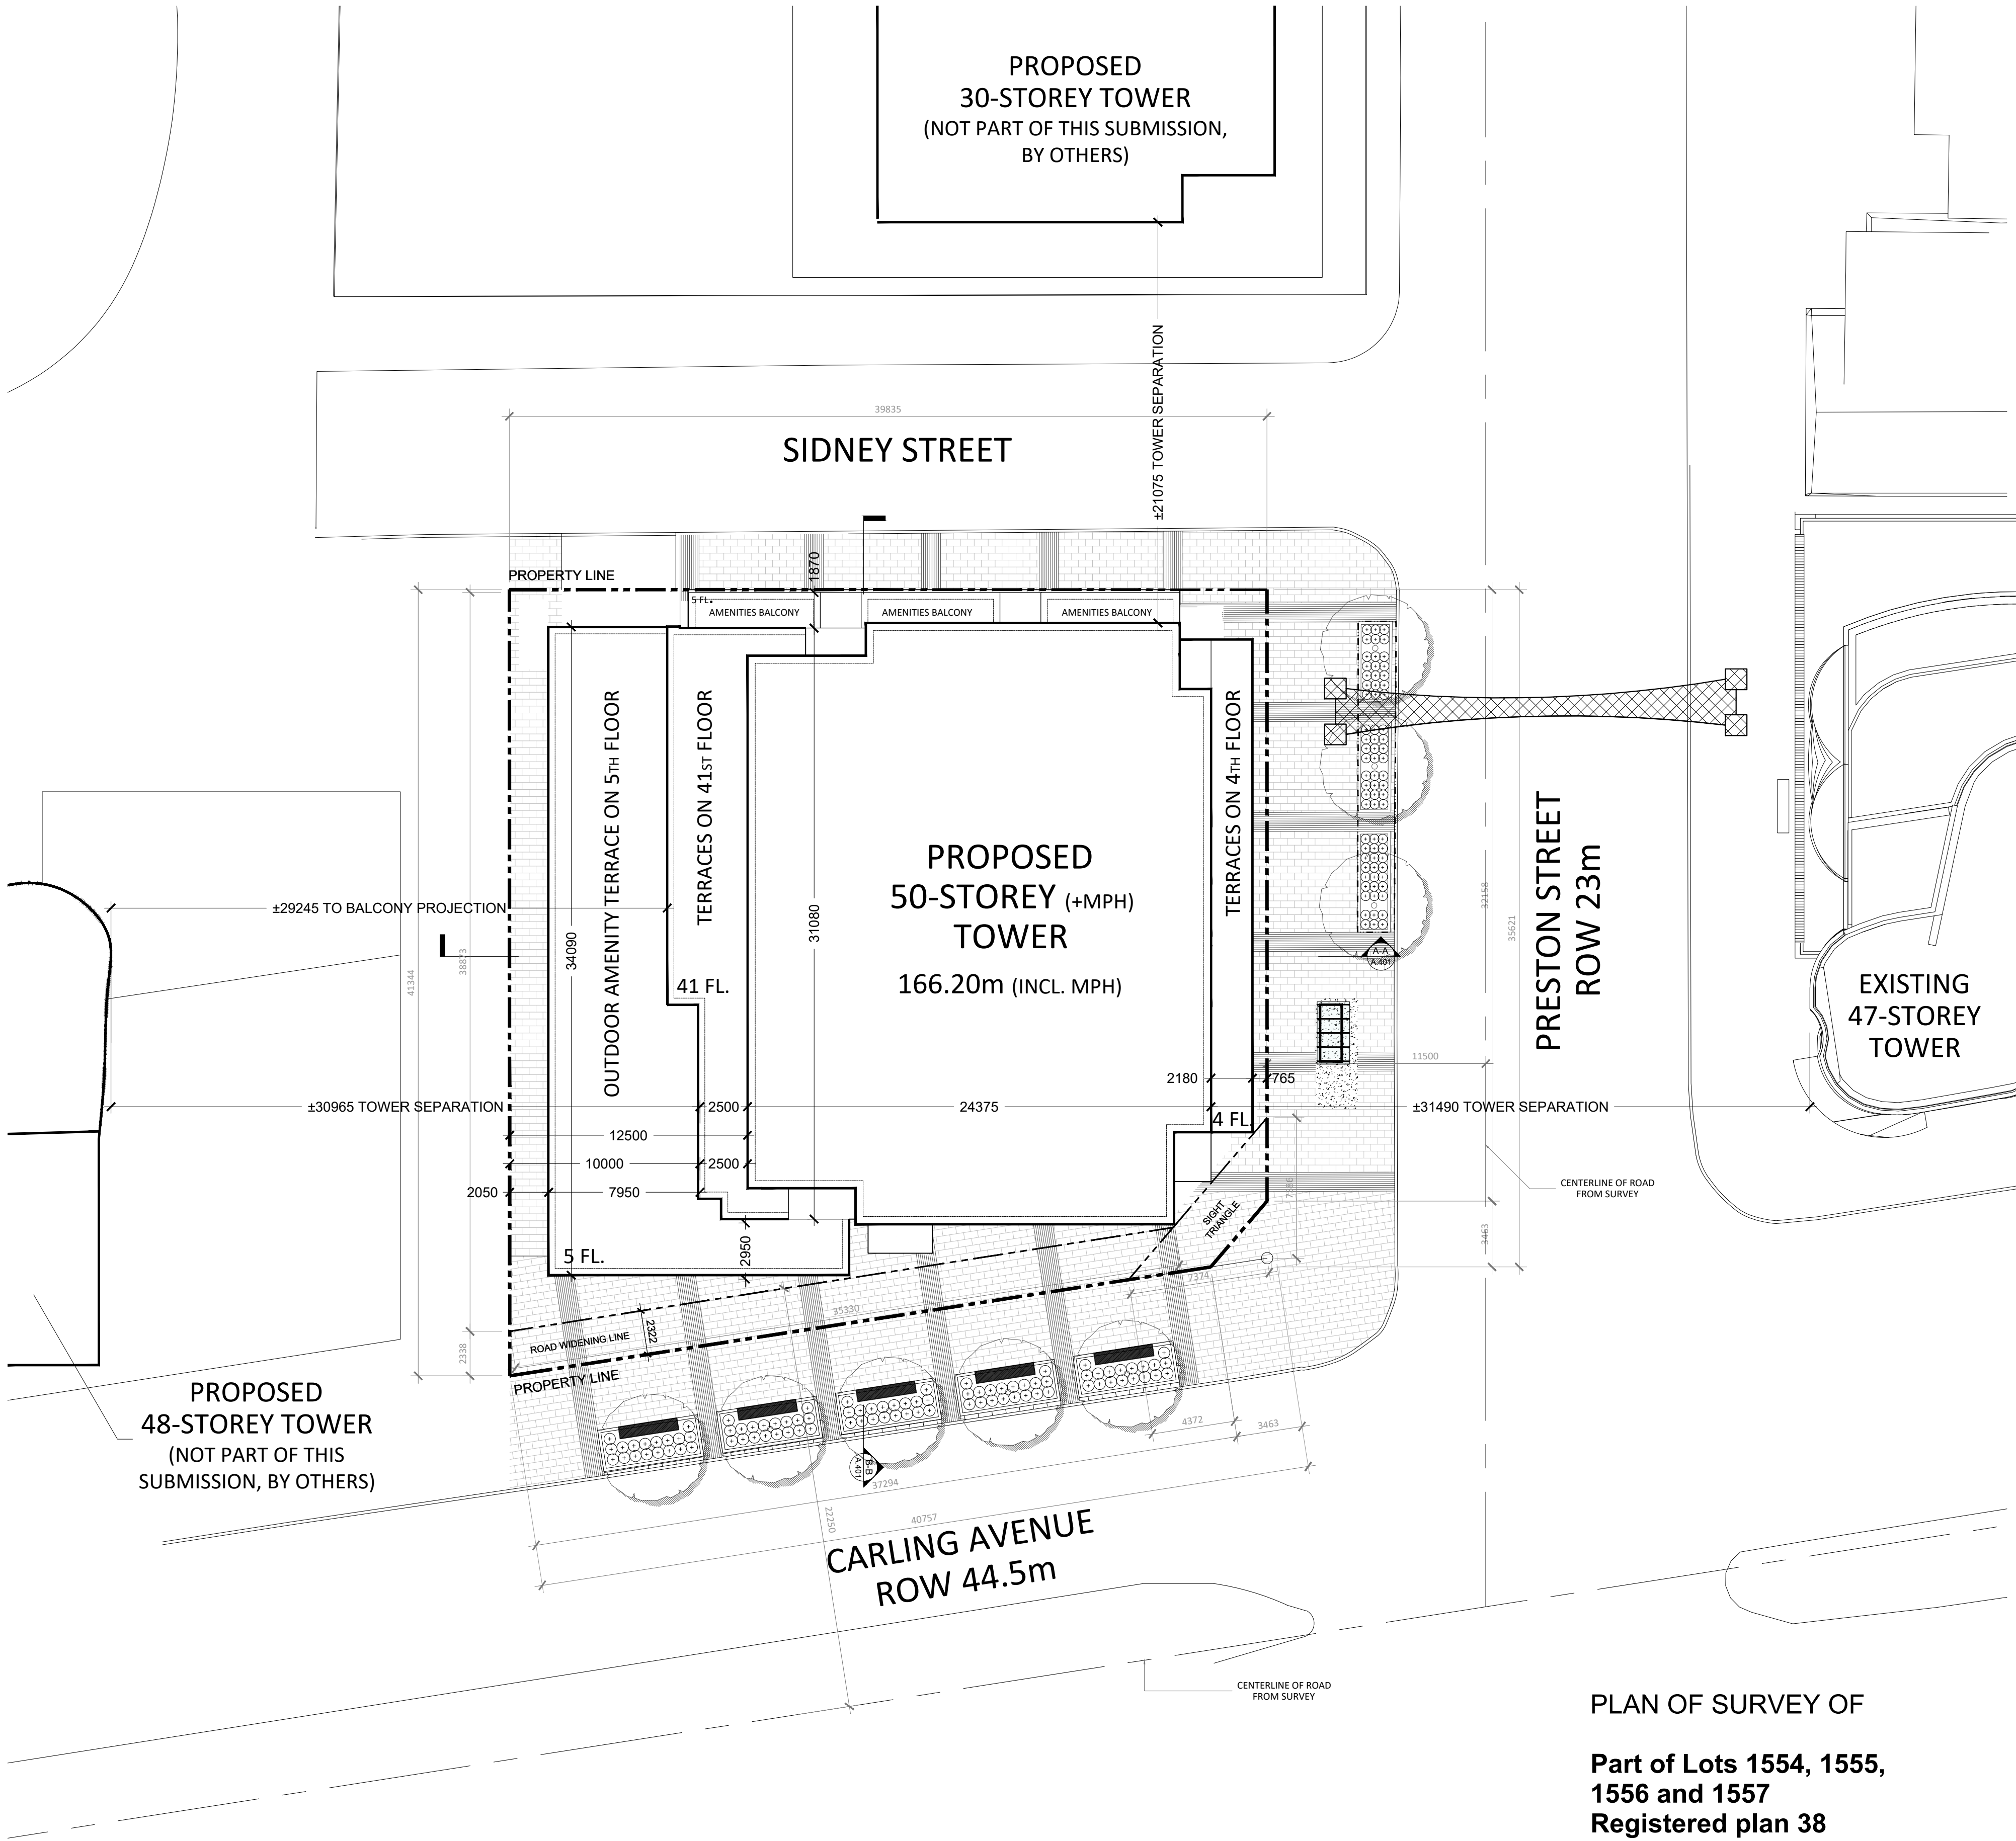 PROPOSED
30-STOREY TOWER
(NOT PART OF THIS SUBMISSION,
BY OTHERS)
±21075 TOWER SEPARATION
39835
SIDNEY STREET
PROPERTY LINE
1870
5 FL.
AMENITIES BALCONY
AMENITIES BALCONY
AMENITIES BALCONY
OUTDOOR AMENITY TERRACE ON 5TH FLOOR
TERRACES ON 41ST FLOOR
TERRACES ON 4TH FLOOR
PROPOSED
50-STOREY (+MPH)
TOWER
166.20m (INCL. MPH)
±29245 TO BALCONY PROJECTION
41344
38873
34090
31080
41 FL.
32158
35621
PRESTON STREET
ROW 23m
A-A
A.401
EXISTING
47-STOREY
TOWER
11500
2180
765
±30965 TOWER SEPARATION
2500
24375
±31490 TOWER SEPARATION
4 FL.
12500
10000
2500
2050
7950
CENTERLINE OF ROAD
FROM SURVEY
7366
SIGHT
TRIANGLE
3463
2950
5 FL.
7374
35330
2322
ROAD WIDENING LINE
2338
PROPERTY LINE
PROPOSED
48-STOREY TOWER
(NOT PART OF THIS
SUBMISSION, BY OTHERS)
4372
3463
B-B
A.401
37294
22250
40757
CARLING AVENUE
ROW 44.5m
CENTERLINE OF ROAD
FROM SURVEY
PLAN OF SURVEY OF
Part of Lots 1554, 1555,
1556 and 1557
Registered plan 38